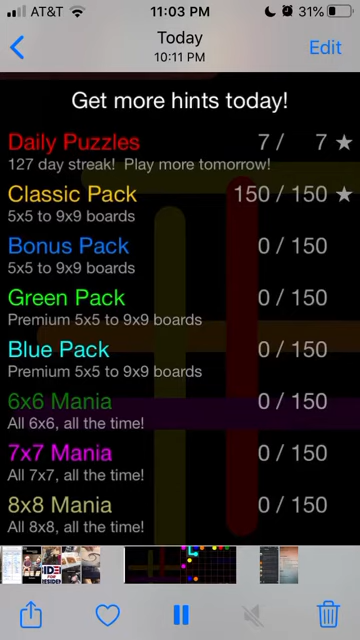 AT&T 11:03 PM 31%
Today
10:11 PM
Edit
Get more hints today!
Daily Puzzles 7 / 7 ★
127 day streak! Play more tomorrow!
Classic Pack 150 / 150 ★
5x5 to 9x9 boards
Bonus Pack 0 / 150
5x5 to 9x9 boards
Green Pack 0 / 150
Premium 5x5 to 9x9 boards
Blue Pack 0 / 150
Premium 5x5 to 9x9 boards
6x6 Mania 0 / 150
All 6x6, all the time!
7x7 Mania 0 / 150
All 7x7, all the time!
8x8 Mania 0 / 150
All 8x8, all the time!